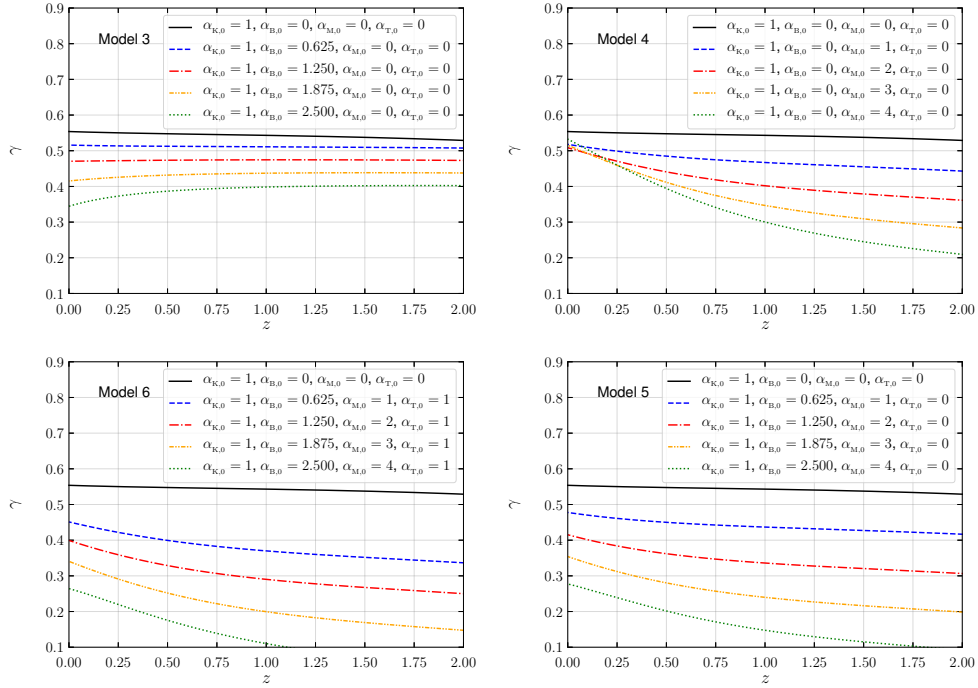 Model 3
α_K,0 = 1, α_B,0 = 0, α_M,0 = 0, α_T,0 = 0
α_K,0 = 1, α_B,0 = 0.625, α_M,0 = 0, α_T,0 = 0
α_K,0 = 1, α_B,0 = 1.250, α_M,0 = 0, α_T,0 = 0
α_K,0 = 1, α_B,0 = 1.875, α_M,0 = 0, α_T,0 = 0
α_K,0 = 1, α_B,0 = 2.500, α_M,0 = 0, α_T,0 = 0
0.9
0.8
0.7
0.6
0.5
0.4
0.3
0.2
0.1
γ
0.00 0.25 0.50 0.75 1.00 1.25 1.50 1.75 2.00
z
Model 4
α_K,0 = 1, α_B,0 = 0, α_M,0 = 0, α_T,0 = 0
α_K,0 = 1, α_B,0 = 0, α_M,0 = 1, α_T,0 = 0
α_K,0 = 1, α_B,0 = 0, α_M,0 = 2, α_T,0 = 0
α_K,0 = 1, α_B,0 = 0, α_M,0 = 3, α_T,0 = 0
α_K,0 = 1, α_B,0 = 0, α_M,0 = 4, α_T,0 = 0
0.9
0.8
0.7
0.6
0.5
0.4
0.3
0.2
0.1
γ
0.00 0.25 0.50 0.75 1.00 1.25 1.50 1.75 2.00
z
Model 6
α_K,0 = 1, α_B,0 = 0, α_M,0 = 0, α_T,0 = 0
α_K,0 = 1, α_B,0 = 0.625, α_M,0 = 1, α_T,0 = 1
α_K,0 = 1, α_B,0 = 1.250, α_M,0 = 2, α_T,0 = 1
α_K,0 = 1, α_B,0 = 1.875, α_M,0 = 3, α_T,0 = 1
α_K,0 = 1, α_B,0 = 2.500, α_M,0 = 4, α_T,0 = 1
0.9
0.8
0.7
0.6
0.5
0.4
0.3
0.2
0.1
γ
0.00 0.25 0.50 0.75 1.00 1.25 1.50 1.75 2.00
z
Model 5
α_K,0 = 1, α_B,0 = 0, α_M,0 = 0, α_T,0 = 0
α_K,0 = 1, α_B,0 = 0.625, α_M,0 = 1, α_T,0 = 0
α_K,0 = 1, α_B,0 = 1.250, α_M,0 = 2, α_T,0 = 0
α_K,0 = 1, α_B,0 = 1.875, α_M,0 = 3, α_T,0 = 0
α_K,0 = 1, α_B,0 = 2.500, α_M,0 = 4, α_T,0 = 0
0.9
0.8
0.7
0.6
0.5
0.4
0.3
0.2
0.1
γ
0.00 0.25 0.50 0.75 1.00 1.25 1.50 1.75 2.00
z